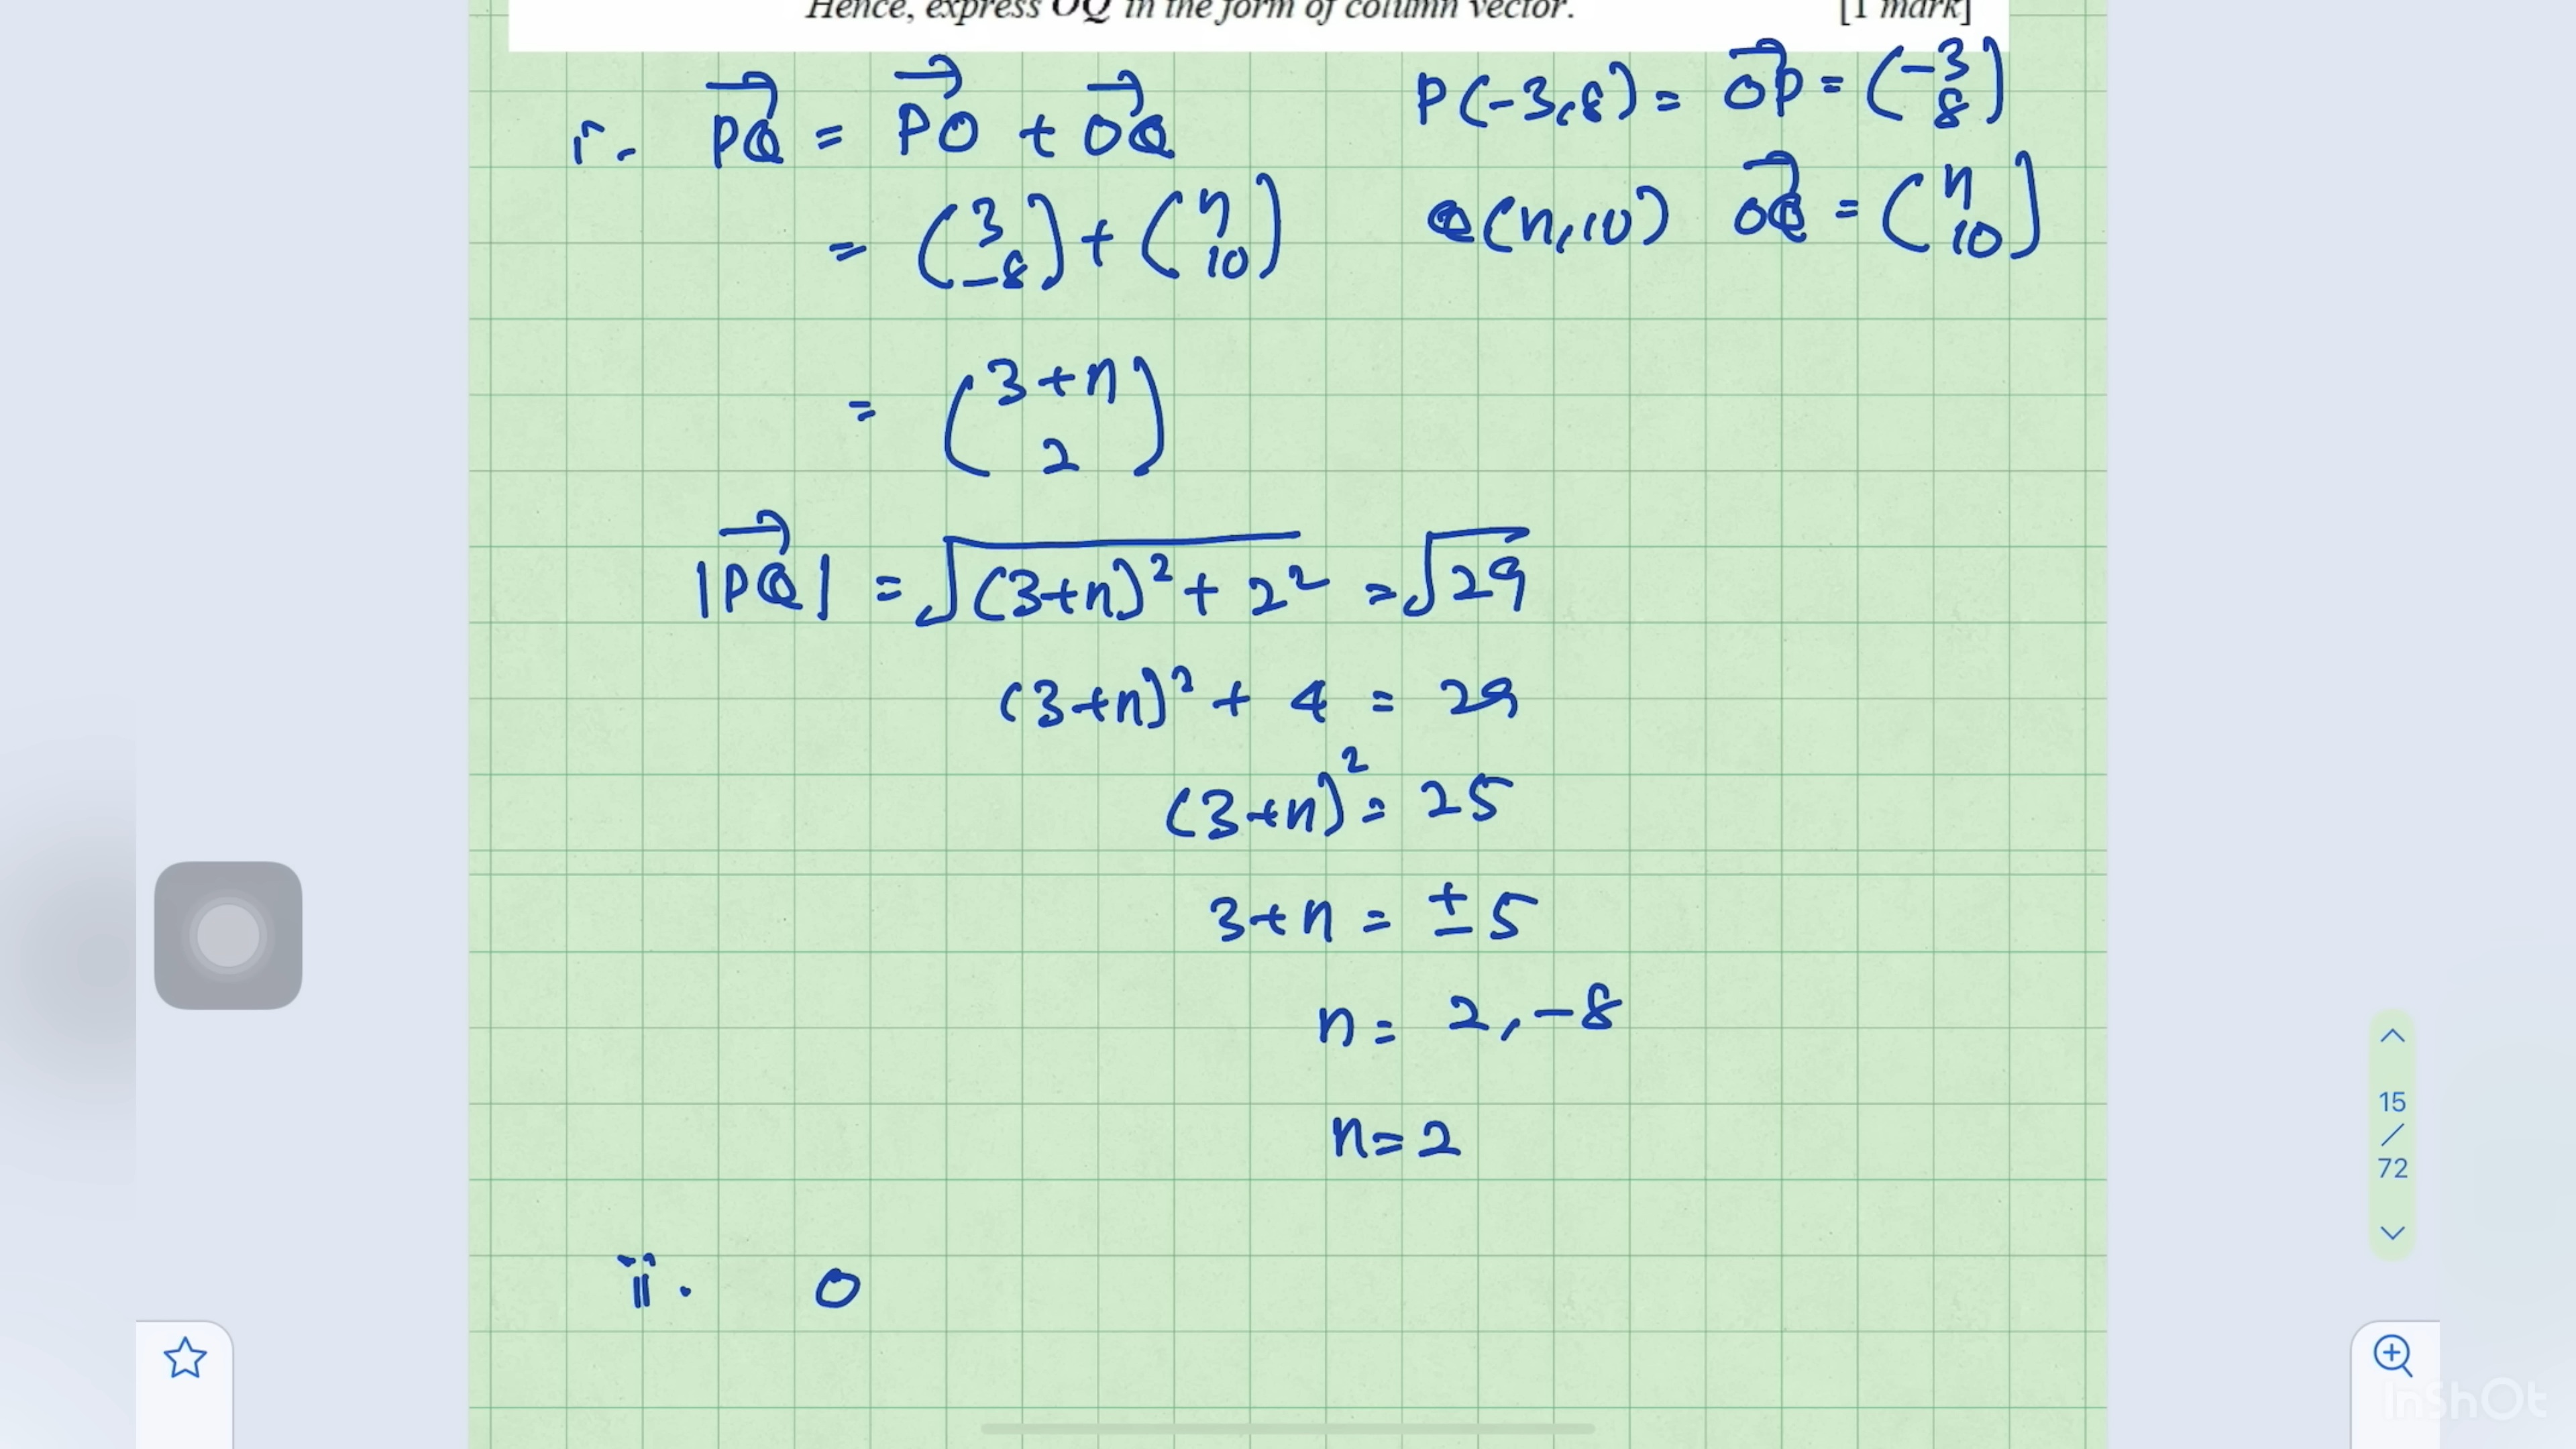 Hence, express OQ in the form of column vector. [1 mark]
i. PQ = PO + OQ
P(-3,8) = OP = (-3 8)
= (3 -8) + (n 10)
Q(n,10) OQ = (n 10)
= (3+n 2)
|PQ| = √(3+n)² + 2² = √29
(3+n)² + 4 = 29
(3+n)² = 25
3+n = ±5
n = 2, -8
n = 2
ii. O
15
/
72
InShOt